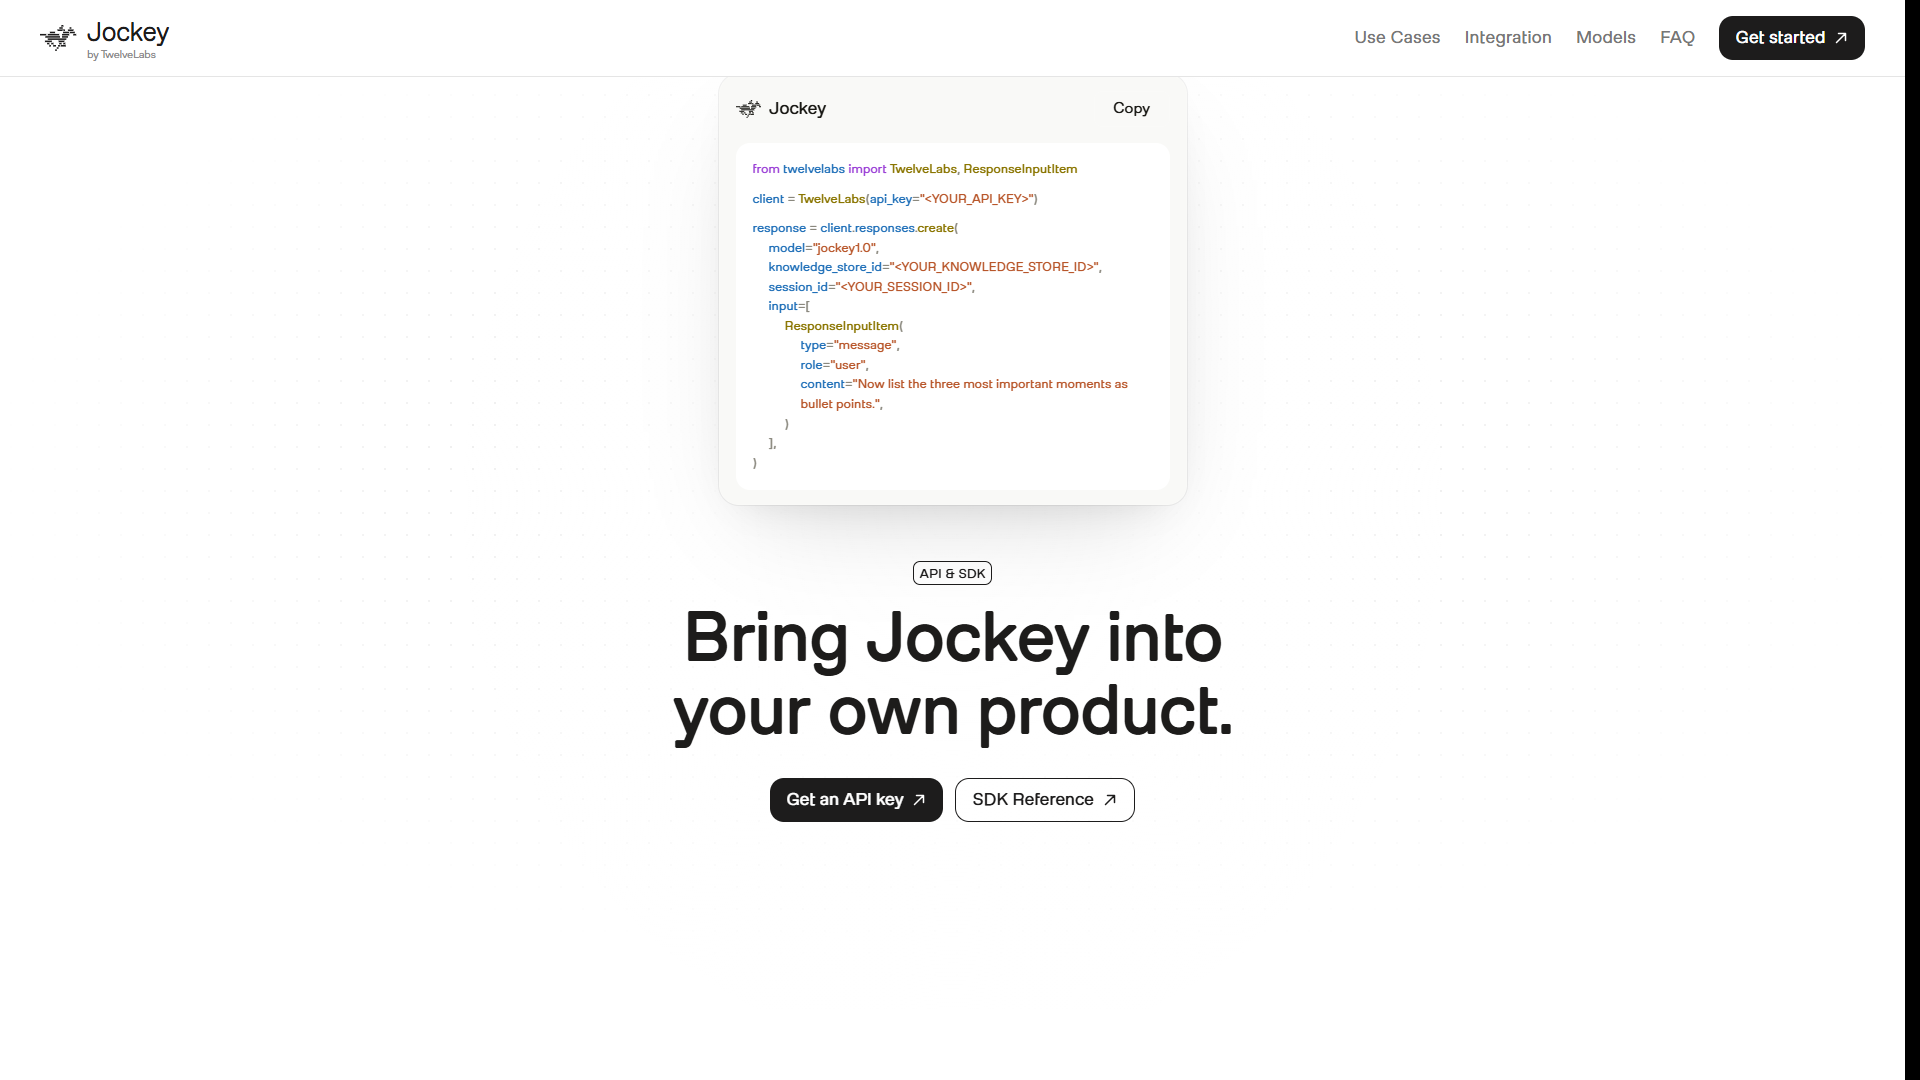 Jockey
by TwelveLabs
Use Cases
Integration
Models
FAQ
Get started
Jockey
Copy
from twelvelabs import TwelveLabs, ResponseInputItem
client = TwelveLabs(api_key="<YOUR_API_KEY>")
response = client.responses.create(
model="jockey1.0",
knowledge_store_id="<YOUR_KNOWLEDGE_STORE_ID>",
session_id="<YOUR_SESSION_ID>",
input=[
ResponseInputItem(
type="message",
role="user",
content="Now list the three most important moments as
bullet points.",
)
],
)
API & SDK
Bring Jockey into
your own product.
Get an API key
SDK Reference